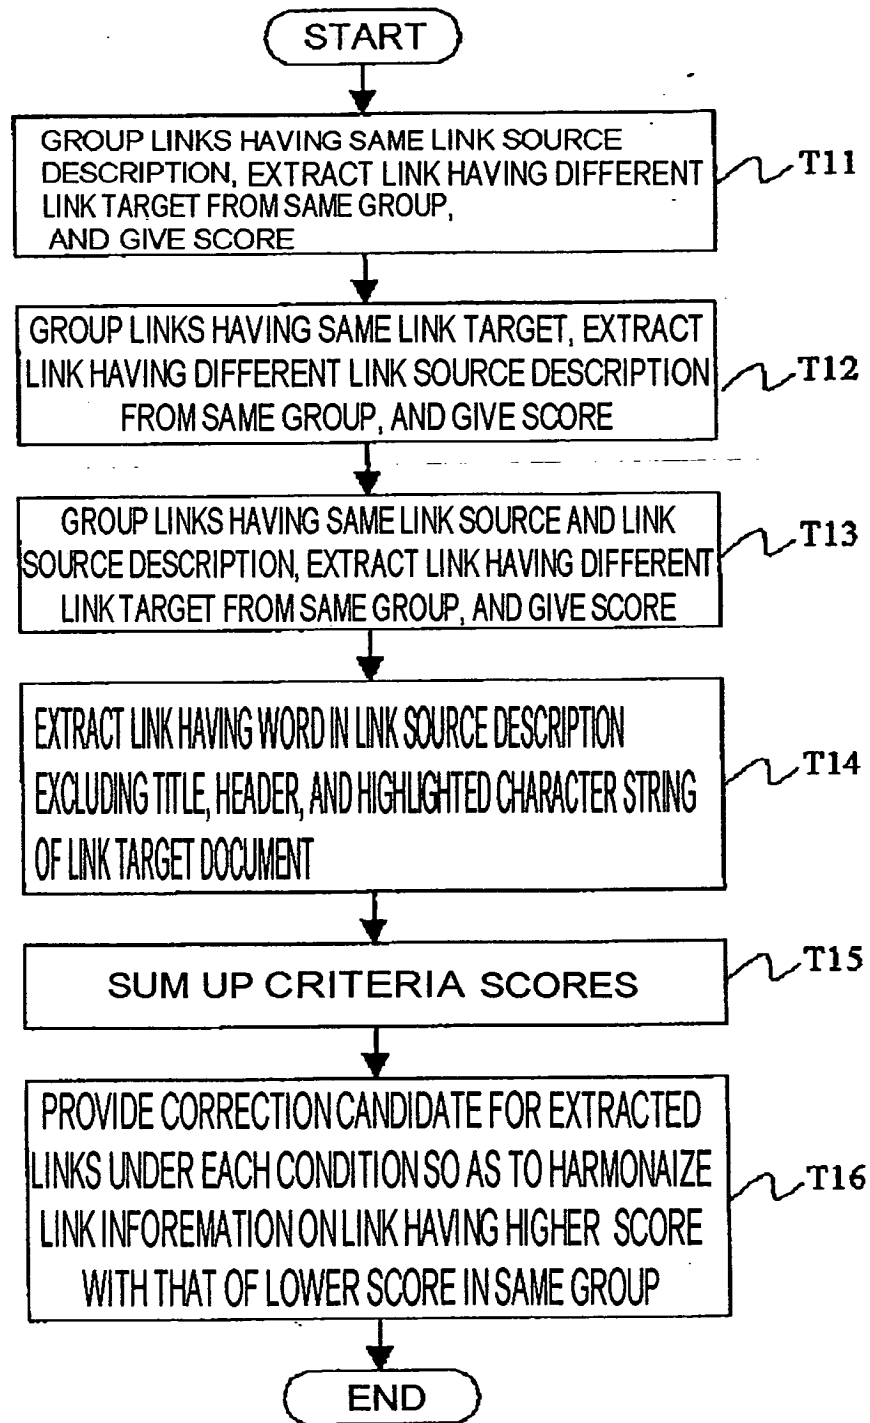 START
GROUP LINKS HAVING SAME LINK SOURCE
DESCRIPTION, EXTRACT LINK HAVING DIFFERENT
LINK TARGET FROM SAME GROUP,
AND GIVE SCORE
T11
GROUP LINKS HAVING SAME LINK TARGET, EXTRACT
LINK HAVING DIFFERENT LINK SOURCE DESCRIPTION
FROM SAME GROUP, AND GIVE SCORE
T12
GROUP LINKS HAVING SAME LINK SOURCE AND LINK
SOURCE DESCRIPTION, EXTRACT LINK HAVING DIFFERENT
LINK TARGET FROM SAME GROUP, AND GIVE SCORE
T13
EXTRACT LINK HAVING WORD IN LINK SOURCE DESCRIPTION
EXCLUDING TITLE, HEADER, AND HIGHLIGHTED CHARACTER STRING
OF LINK TARGET DOCUMENT
T14
SUM UP CRITERIA SCORES
T15
PROVIDE CORRECTION CANDIDATE FOR EXTRACTED
LINKS UNDER EACH CONDITION SO AS TO HARMONAIZE
LINK INFOREMATION ON LINK HAVING HIGHER SCORE
WITH THAT OF LOWER SCORE IN SAME GROUP
T16
END